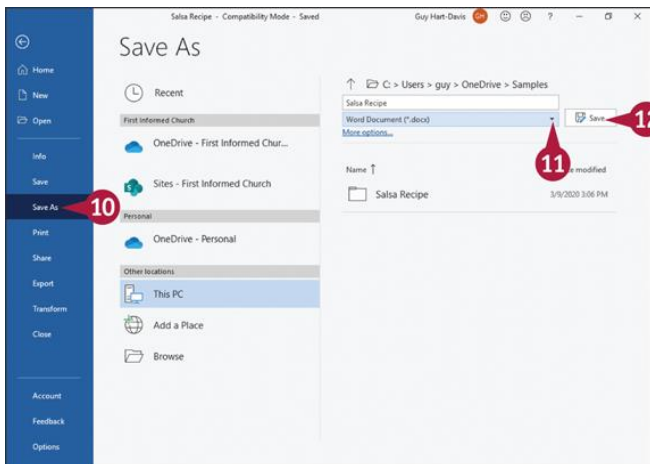 Salsa Recipe - Compatibility Mode - Saved
Guy Hart-Davis GH ? – X
Save As
Home
New
Open
Info
Save
Save As
Print
Share
Export
Transform
Close
Account
Feedback
Options
10
Recent
First Informed Church
OneDrive - First Informed Chur...
Sites - First Informed Church
Personal
OneDrive - Personal
Other locations
This PC
Add a Place
Browse
C: > Users > guy > OneDrive > Samples
Salsa Recipe
Word Document (*.docx)
Save
12
More options...
11
Name ↑
modified
Salsa Recipe
3/9/2020 3:06 PM